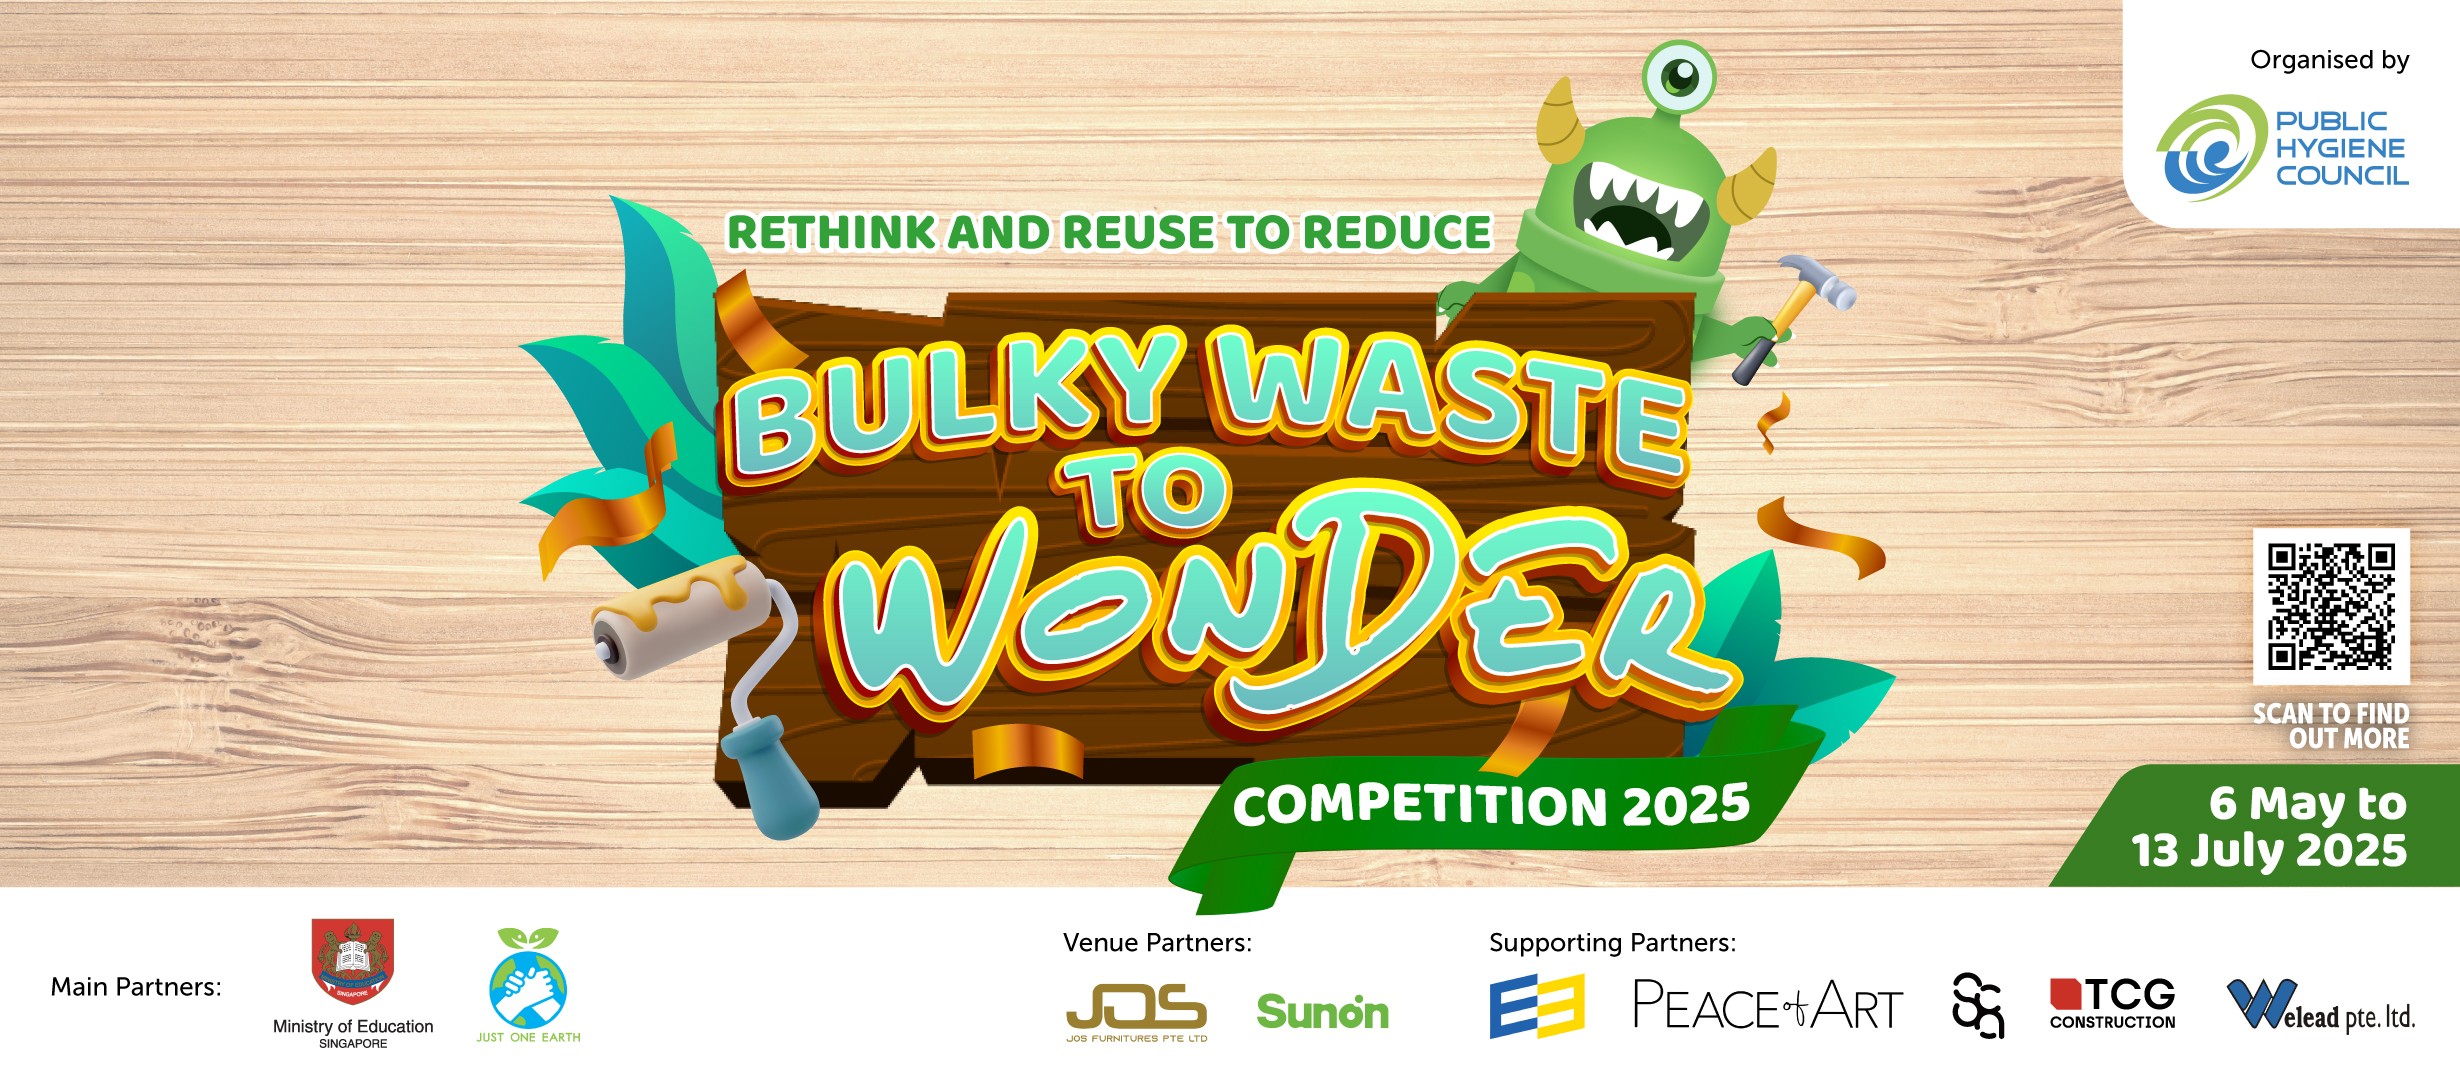 Organised by
PUBLIC
HYGIENE
COUNCIL
RETHINK AND REUSE TO REDUCE
BULKY WASTE
TO
WONDER
COMPETITION 2025
SCAN TO FIND
OUT MORE
6 May to
13 July 2025
Main Partners:
SINGAPORE
Ministry of Education
SINGAPORE
JUST ONE EARTH
Venue Partners:
JOS
JOS FURNITURES PTE LTD
Sunon
Supporting Partners:
PEACE of ART
TCG
CONSTRUCTION
Welead pte. ltd.